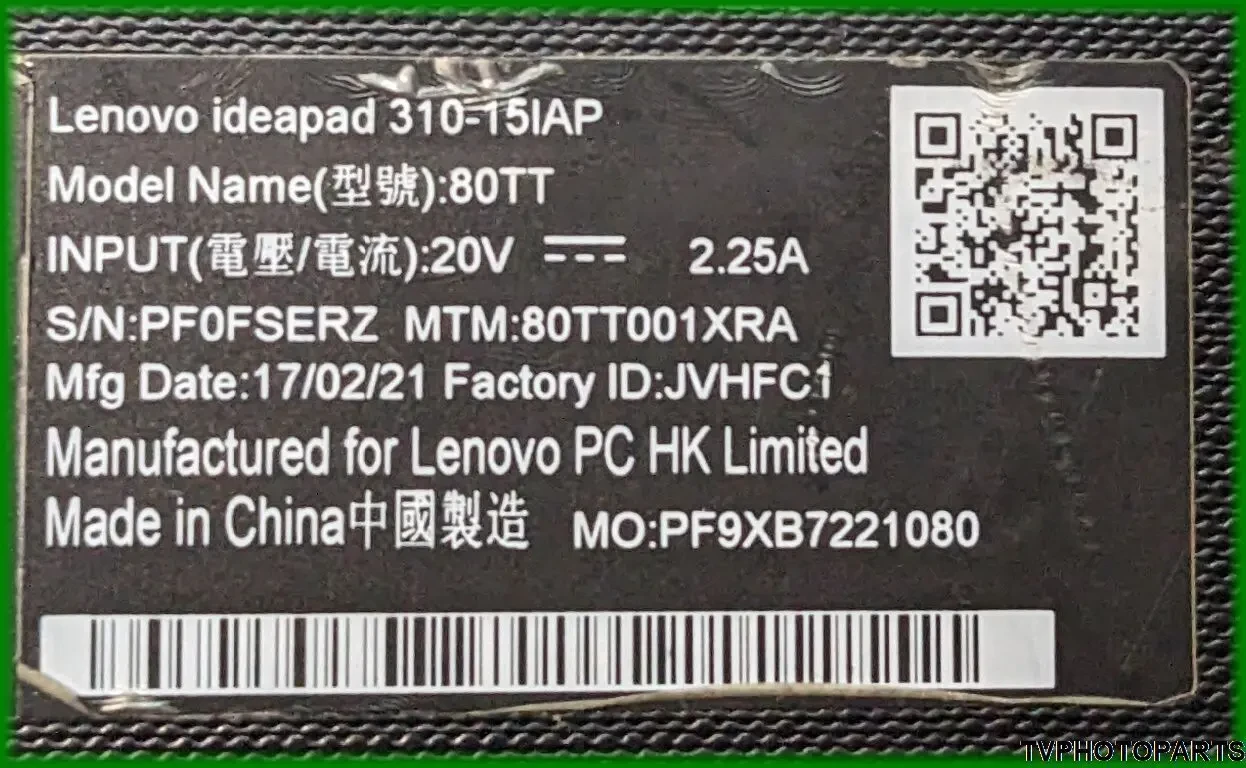 Lenovo ideapad 310-15IAP
Model Name(型號):80TT
INPUT(電壓/電流):20V ⎓ 2.25A
S/N:PF0FSERZ MTM:80TT001XRA
Mfg Date:17/02/21 Factory ID:JVHFC1
Manufactured for Lenovo PC HK Limited
Made in China中國製造 MO:PF9XB7221080
TVPHOTOPARTS